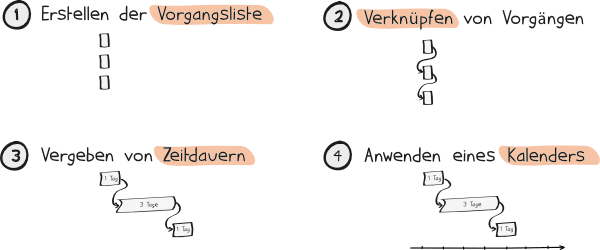 1 Erstellen der Vorgangsliste
2 Verknüpfen von Vorgängen
3 Vergeben von Zeitdauern
1 Tag
3 Tage
1 Tag
4 Anwenden eines Kalenders
1 Tag
3 Tage
1 Tag